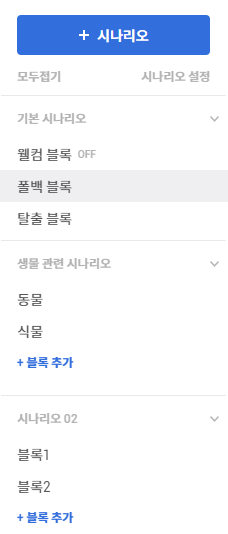 + 시나리오
모두접기 시나리오 설정
기본 시나리오
웰컴 블록 OFF
폴백 블록
탈출 블록
생물 관련 시나리오
동물
식물
+ 블록 추가
시나리오 02
블록1
블록2
+ 블록 추가